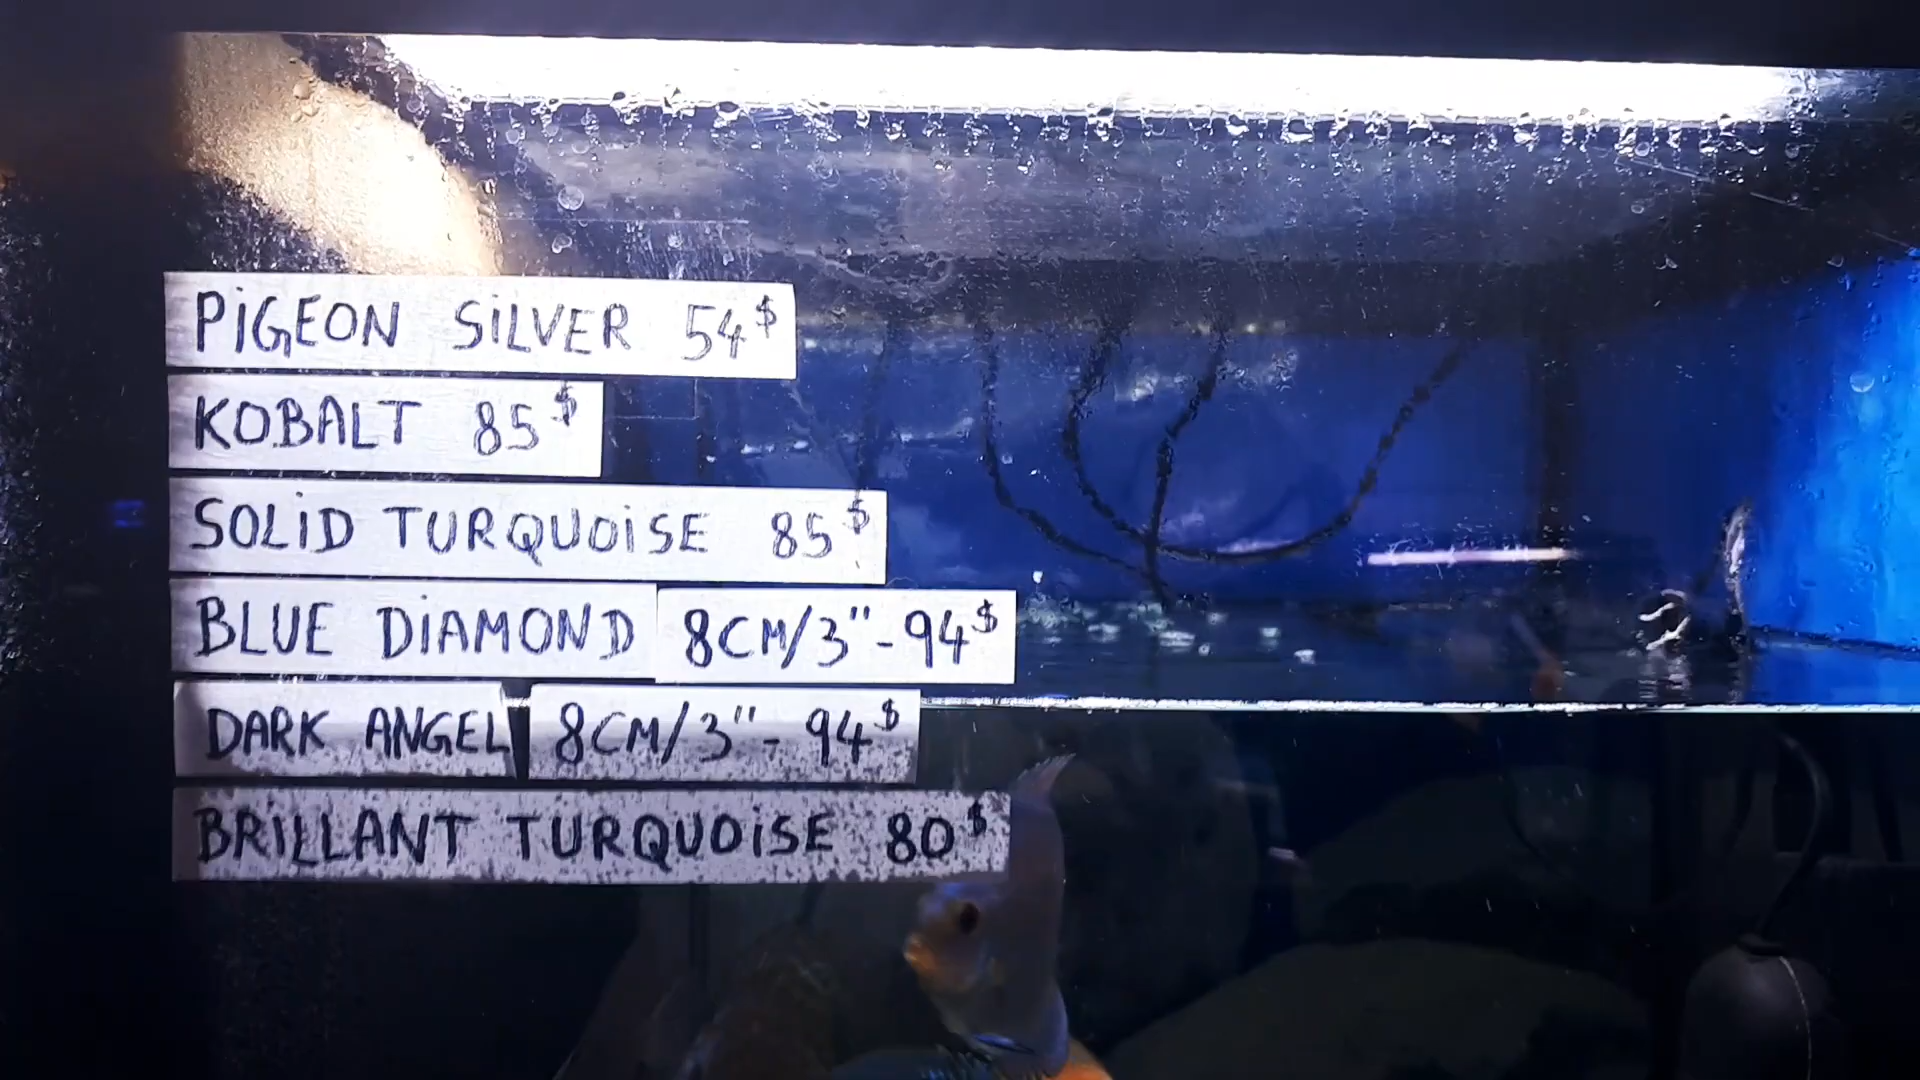 PiGEON SiLVER 54$
KOBALT 85$
SOLiD TURQUOiSE 85$
BLUE DiAMOND 8CM/3"-94$
DARK ANGEL 8CM/3"- 94$
BRiLLANT TURQUOiSE 80$